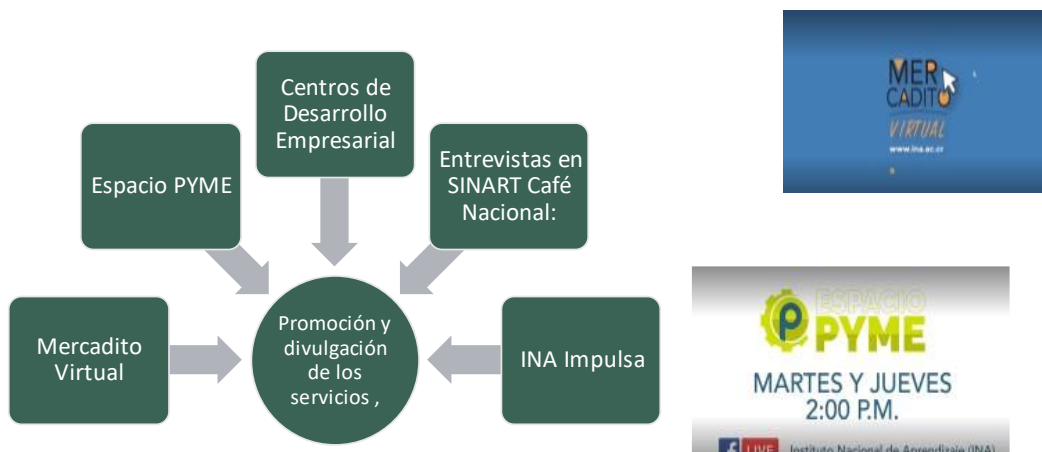 Centros de
Desarrollo
Empresarial
Espacio PYME
Entrevistas en
SINART Café
Nacional:
Mercadito
Virtual
Promoción y
divulgación
de los
servicios ,
INA Impulsa
MER
CADITO
VIRTUAL
www.ina.ac.cr
ESPACIO
PYME
MARTES Y JUEVES
2:00 P.M.
f LIVE Instituto Nacional de Aprendizaje (INA)